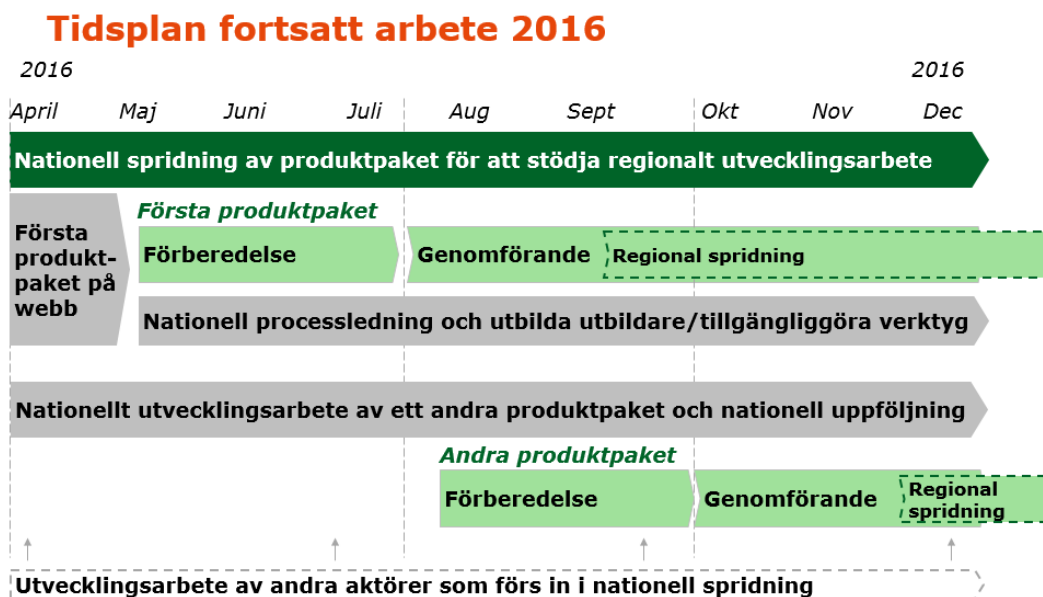 Tidsplan fortsatt arbete 2016
2016 2016
April Maj Juni Juli Aug Sept Okt Nov Dec
Nationell spridning av produktpaket för att stödja regionalt utvecklingsarbete
Första
produkt-
paket på
webb
Första produktpaket
Förberedelse
Genomförande
Regional spridning
Nationell processledning och utbilda utbildare/tillgängliggöra verktyg
Nationellt utvecklingsarbete av ett andra produktpaket och nationell uppföljning
Andra produktpaket
Förberedelse
Genomförande
Regional
spridning
Utvecklingsarbete av andra aktörer som förs in i nationell spridning